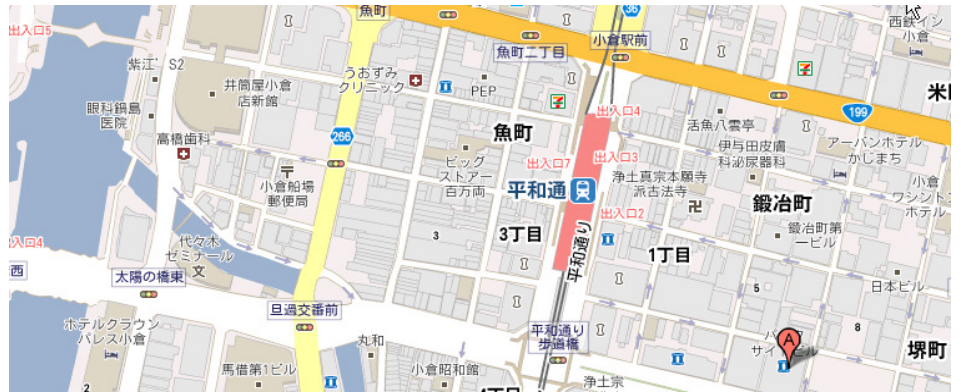 魚町
36
出入口5
紫江'S2
井筒屋小倉
店新館
うおずみ
クリニック
PEP
魚町二丁目
小倉駅前
西鉄イン
小倉
眼科鍋島
医院
高橋歯科
266
魚町
出入口4
活魚八雲亭
199
米
伊与田皮膚
科泌尿器科
アーバンホテル
かじまち
小倉船場
郵便局
ビッグ
ストアー
百万両
出入口7
出入口3
浄土真宗本願寺
派古法寺
平和通
鍛冶町
小倉
ワシントン
ホテル
出入口2
出入口4
代々木
ゼミナール
3
3丁目
平和通り
1丁目
鍛冶町第
一ビル
西
太陽の橋東
5
日本ビル
旦過交番前
ホテルクラウン
パレス小倉
丸和
平和通り
歩道橋
A
8
堺町
馬借第1ビル
小倉昭和館
2
1丁目
浄土宗